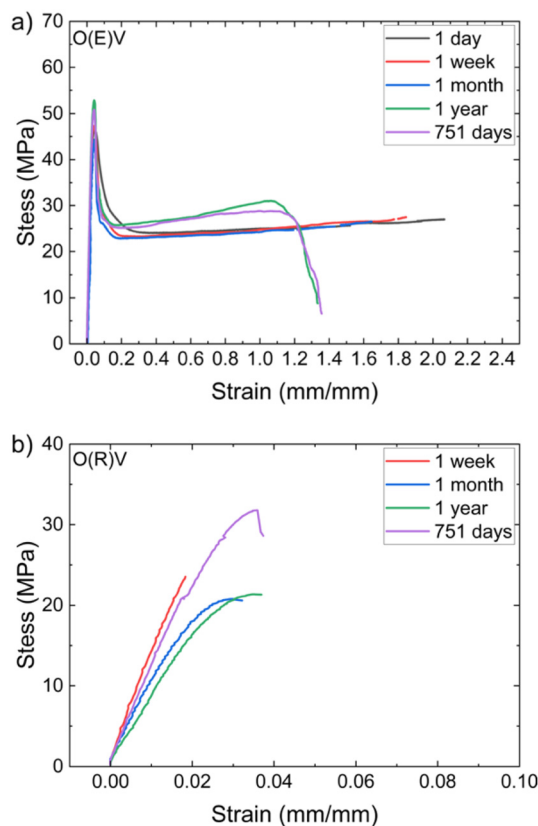 a)
O(E)V
1 day
1 week
1 month
1 year
751 days
Stess (MPa)
70
60
50
40
30
20
10
0
0.0 0.2 0.4 0.6 0.8 1.0 1.2 1.4 1.6 1.8 2.0 2.2 2.4
Strain (mm/mm)
b)
O(R)V
1 week
1 month
1 year
751 days
Stess (MPa)
40
30
20
10
0
0.00 0.02 0.04 0.06 0.08 0.10
Strain (mm/mm)